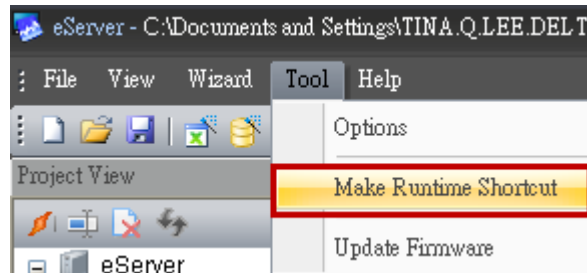 eServer - C:\Documents and Settings\TINA.Q.LEE.DELT
File View Wizard Tool Help
Options
Project View
Make Runtime Shortcut
Update Firmware
eServer